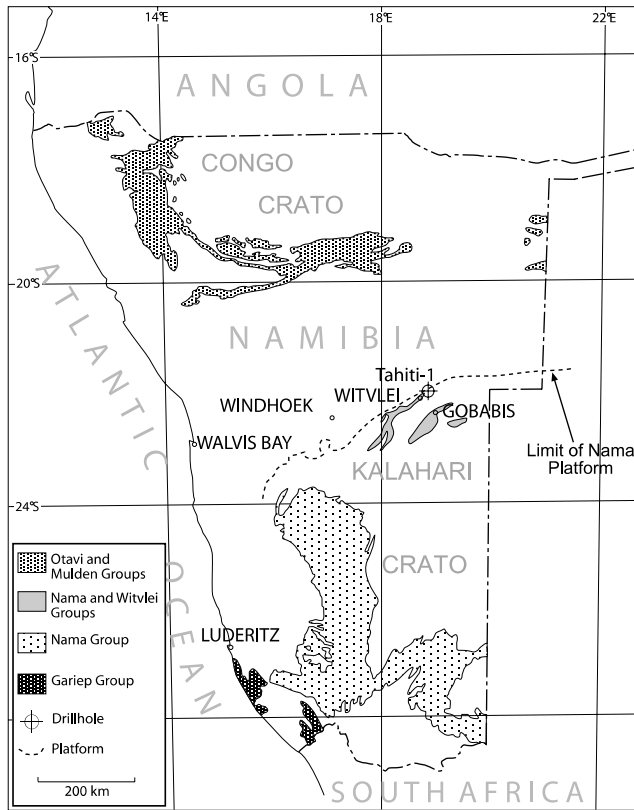 14°E
18°E
22°E
16°S
ANGOLA
CONGO
CRATO
ATLANTIC
OCEAN
20°S
NAMIBIA
Tahiti-1
WITVLEI
WINDHOEK
GOBABIS
WALVIS BAY
Limit of Nama
Platform
KALAHARI
24°S
CRATO
Otavi and
Mulden Groups
Nama and Witvlei
Groups
Nama Group
Gariep Group
Drillhole
Platform
200 km
LUDERITZ
SOUTH AFRICA